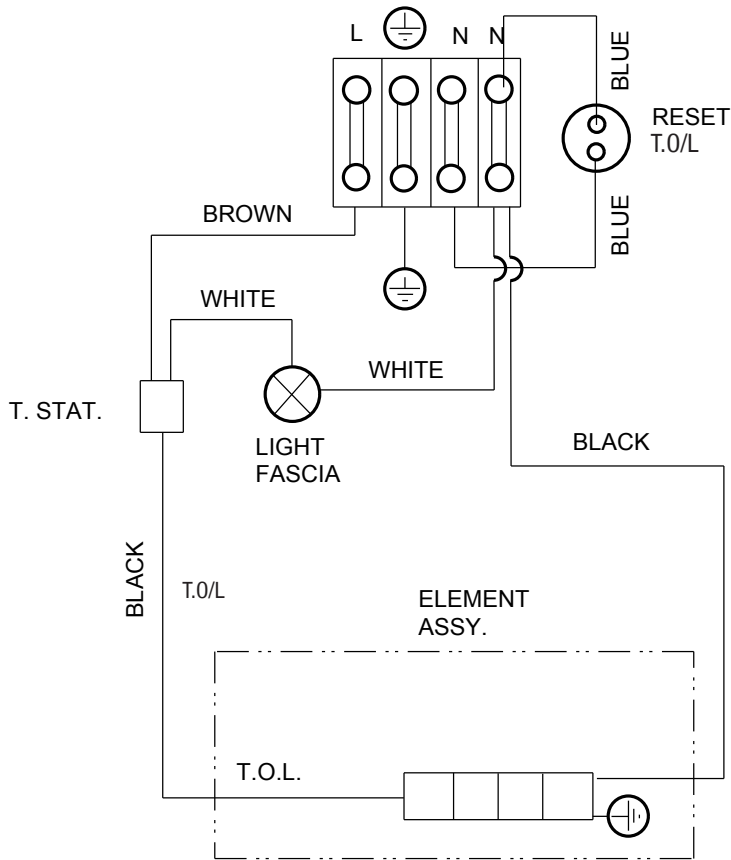 L N N
BLUE
RESET
T.0/L
BLUE
BROWN
WHITE
WHITE
T. STAT.
LIGHT
FASCIA
BLACK
BLACK
T.0/L
ELEMENT
ASSY.
T.O.L.